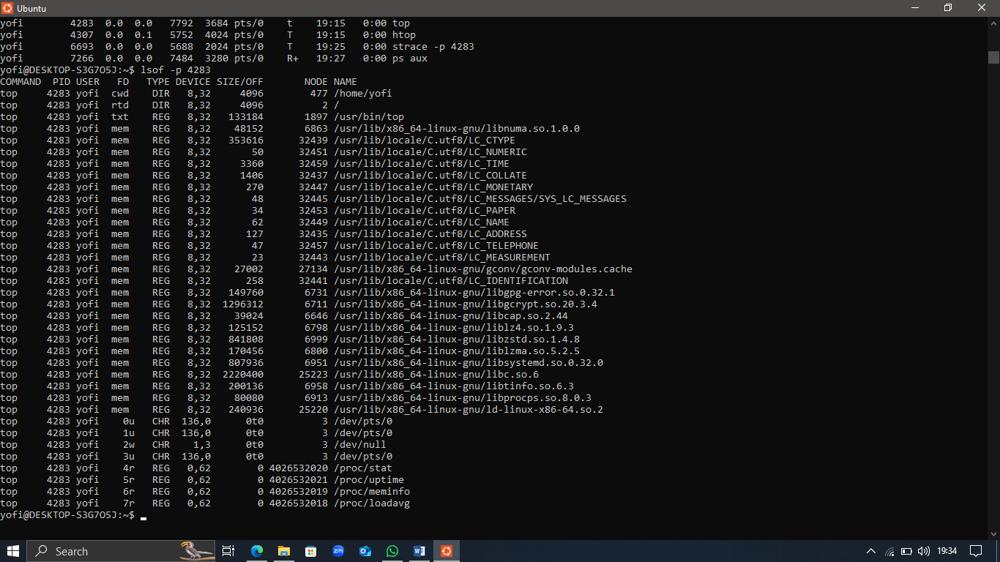 Ubuntu
yofi        4283  0.0  0.0   7792  3684 pts/0    t    19:15   0:00 top
yofi        4307  0.0  0.1   5752  4024 pts/0    T    19:15   0:00 htop
yofi        6693  0.0  0.0   5688  2024 pts/0    T    19:25   0:00 strace -p 4283
yofi        7266  0.0  0.0   7484  3280 pts/0    R+   19:27   0:00 ps aux
yofi@DESKTOP-S3G7O5J:~$ lsof -p 4283
COMMAND  PID USER   FD   TYPE DEVICE SIZE/OFF       NODE NAME
top     4283 yofi  cwd    DIR   8,32     4096        477 /home/yofi
top     4283 yofi  rtd    DIR   8,32     4096          2 /
top     4283 yofi  txt    REG   8,32   133184       1897 /usr/bin/top
top     4283 yofi  mem    REG   8,32    48152       6863 /usr/lib/x86_64-linux-gnu/libnuma.so.1.0.0
top     4283 yofi  mem    REG   8,32   353616      32439 /usr/lib/locale/C.utf8/LC_CTYPE
top     4283 yofi  mem    REG   8,32       50      32451 /usr/lib/locale/C.utf8/LC_NUMERIC
top     4283 yofi  mem    REG   8,32     3360      32459 /usr/lib/locale/C.utf8/LC_TIME
top     4283 yofi  mem    REG   8,32     1406      32437 /usr/lib/locale/C.utf8/LC_COLLATE
top     4283 yofi  mem    REG   8,32      270      32447 /usr/lib/locale/C.utf8/LC_MONETARY
top     4283 yofi  mem    REG   8,32       48      32445 /usr/lib/locale/C.utf8/LC_MESSAGES/SYS_LC_MESSAGES
top     4283 yofi  mem    REG   8,32       34      32453 /usr/lib/locale/C.utf8/LC_PAPER
top     4283 yofi  mem    REG   8,32       62      32449 /usr/lib/locale/C.utf8/LC_NAME
top     4283 yofi  mem    REG   8,32      127      32435 /usr/lib/locale/C.utf8/LC_ADDRESS
top     4283 yofi  mem    REG   8,32       47      32457 /usr/lib/locale/C.utf8/LC_TELEPHONE
top     4283 yofi  mem    REG   8,32       23      32443 /usr/lib/locale/C.utf8/LC_MEASUREMENT
top     4283 yofi  mem    REG   8,32    27002      27134 /usr/lib/x86_64-linux-gnu/gconv/gconv-modules.cache
top     4283 yofi  mem    REG   8,32      258      32441 /usr/lib/locale/C.utf8/LC_IDENTIFICATION
top     4283 yofi  mem    REG   8,32   149760       6731 /usr/lib/x86_64-linux-gnu/libgpg-error.so.0.32.1
top     4283 yofi  mem    REG   8,32  1296312       6711 /usr/lib/x86_64-linux-gnu/libgcrypt.so.20.3.4
top     4283 yofi  mem    REG   8,32    39024       6646 /usr/lib/x86_64-linux-gnu/libcap.so.2.44
top     4283 yofi  mem    REG   8,32   125152       6798 /usr/lib/x86_64-linux-gnu/liblz4.so.1.9.3
top     4283 yofi  mem    REG   8,32   841808       6999 /usr/lib/x86_64-linux-gnu/libzstd.so.1.4.8
top     4283 yofi  mem    REG   8,32   170456       6800 /usr/lib/x86_64-linux-gnu/liblzma.so.5.2.5
top     4283 yofi  mem    REG   8,32   807936       6951 /usr/lib/x86_64-linux-gnu/libsystemd.so.0.32.0
top     4283 yofi  mem    REG   8,32  2220400      25223 /usr/lib/x86_64-linux-gnu/libc.so.6
top     4283 yofi  mem    REG   8,32   200136       6958 /usr/lib/x86_64-linux-gnu/libtinfo.so.6.3
top     4283 yofi  mem    REG   8,32    80080       6913 /usr/lib/x86_64-linux-gnu/libprocps.so.8.0.3
top     4283 yofi  mem    REG   8,32   240936      25220 /usr/lib/x86_64-linux-gnu/ld-linux-x86-64.so.2
top     4283 yofi    0u   CHR  136,0      0t0          3 /dev/pts/0
top     4283 yofi    1u   CHR  136,0      0t0          3 /dev/pts/0
top     4283 yofi    2w   CHR    1,3      0t0          3 /dev/null
top     4283 yofi    3u   CHR  136,0      0t0          3 /dev/pts/0
top     4283 yofi    4r   REG   0,62        0 4026532020 /proc/stat
top     4283 yofi    5r   REG   0,62        0 4026532021 /proc/uptime
top     4283 yofi    6r   REG   0,62        0 4026532019 /proc/meminfo
top     4283 yofi    7r   REG   0,62        0 4026532018 /proc/loadavg
yofi@DESKTOP-S3G7O5J:~$
Search
zm
19:34